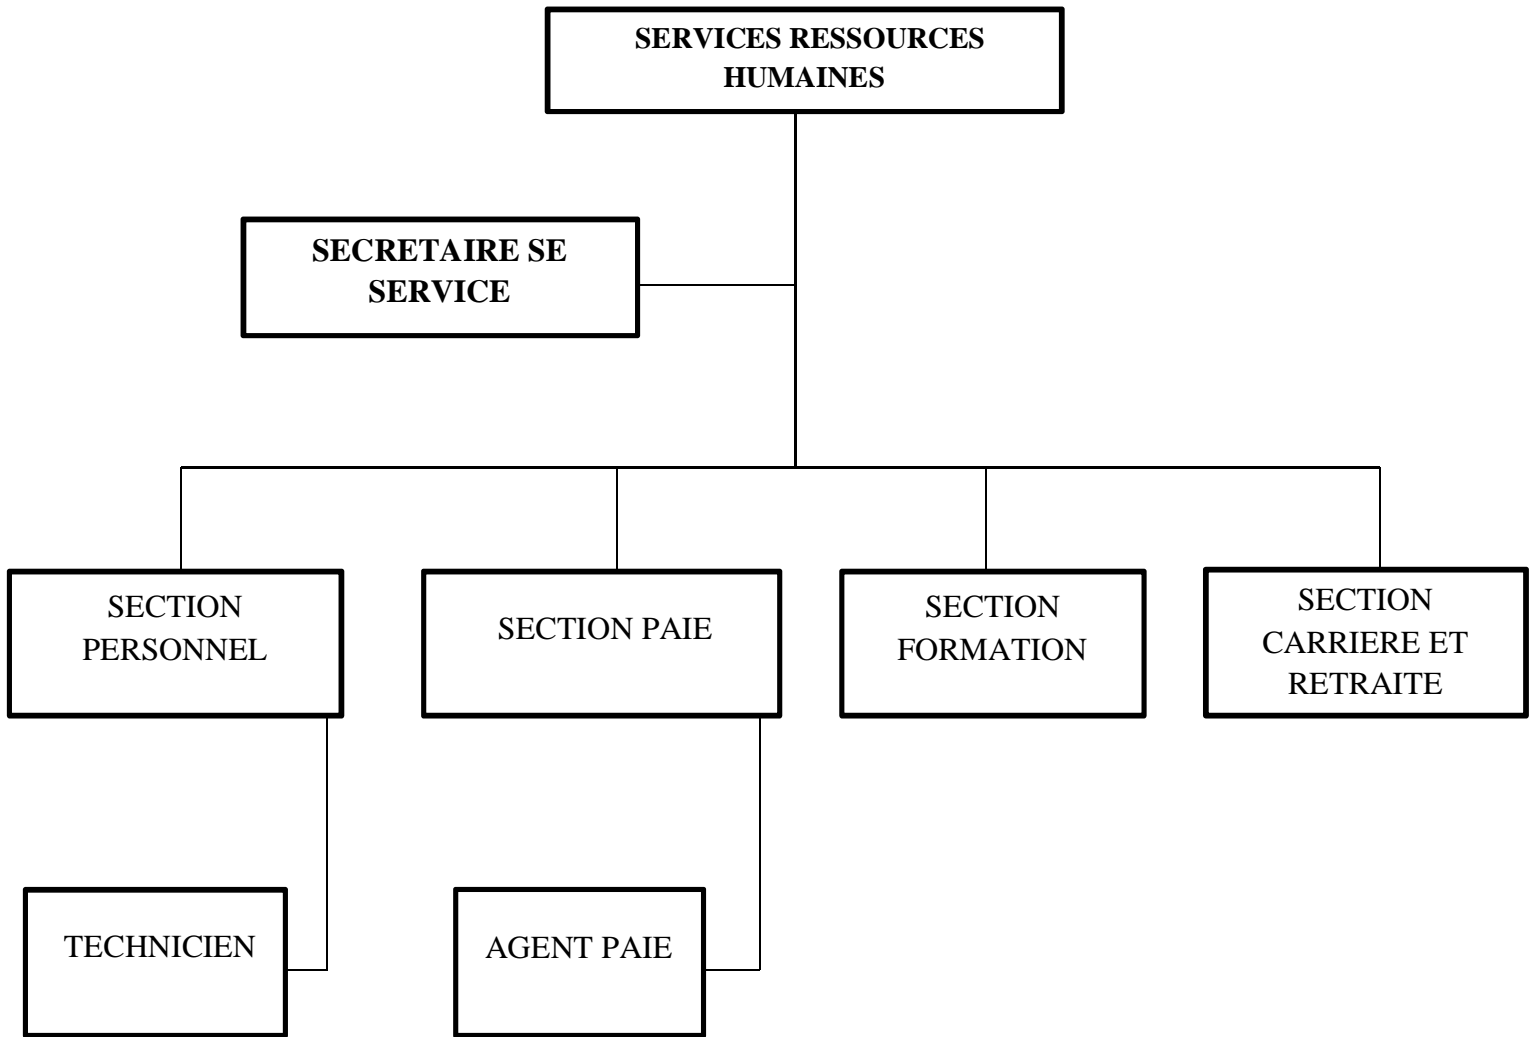 SERVICES RESSOURCES
HUMAINES
SECRETAIRE SE
SERVICE
SECTION
PERSONNEL
SECTION PAIE
SECTION
FORMATION
SECTION
CARRIERE ET
RETRAITE
TECHNICIEN
AGENT PAIE